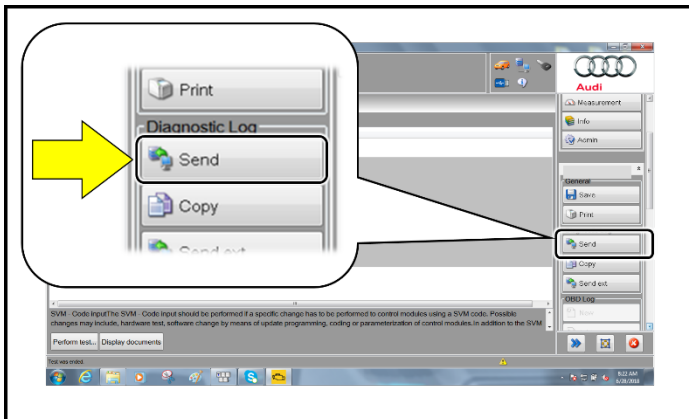 Print
Diagnostic Log
Send
Copy
Send ext
Audi
Measurement
Info
Admin
General
Save
Print
Send
Copy
Send ext
OBD Log
SVM - Code inputThe SVM - Code input should be performed if a specific change has to be performed to control modules using a SVM code. Possible
changes may include, hardware test, software change by means of update programming, coding or parameterization of control modules.In addition to the SVM
Perform test...
Display documents
Test was ended.
9:22 AM
6/28/2018